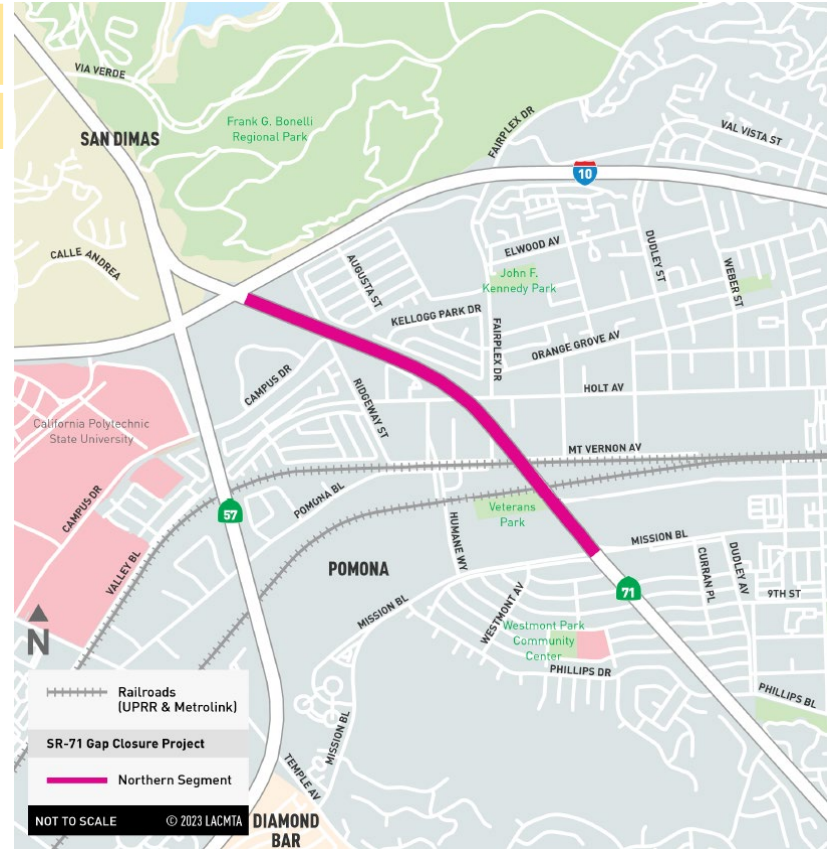 VIA VERDE
SAN DIMAS
Frank G. Bonelli
Regional Park
FAIRPLEX DR
VAL VISTA ST
10
CALLE ANDREA
AUGUSTA ST
ELWOOD AV
John F.
Kennedy Park
DUDLEY ST
WEBER ST
KELLOGG PARK DR
FAIRPLEX DR
ORANGE GROVE AV
CAMPUS DR
RIDGEWAY ST
HOLT AV
California Polytechnic
State University
MT VERNON AV
CAMPUS DR
57
POMONA BL
Veterans
Park
HUMANE WY
MISSION BL
VALLEY BL
POMONA
CURRAN PL
DUDLEY AV
71
9TH ST
MISSION BL
WESTMONT AV
Westmont Park
Community
Center
N
PHILLIPS DR
PHILLIPS BL
MISSION BL
Railroads
(UPRR & Metrolink)
SR-71 Gap Closure Project
Northern Segment
TEMPLE AV
NOT TO SCALE © 2023 LACMTA
DIAMOND
BAR